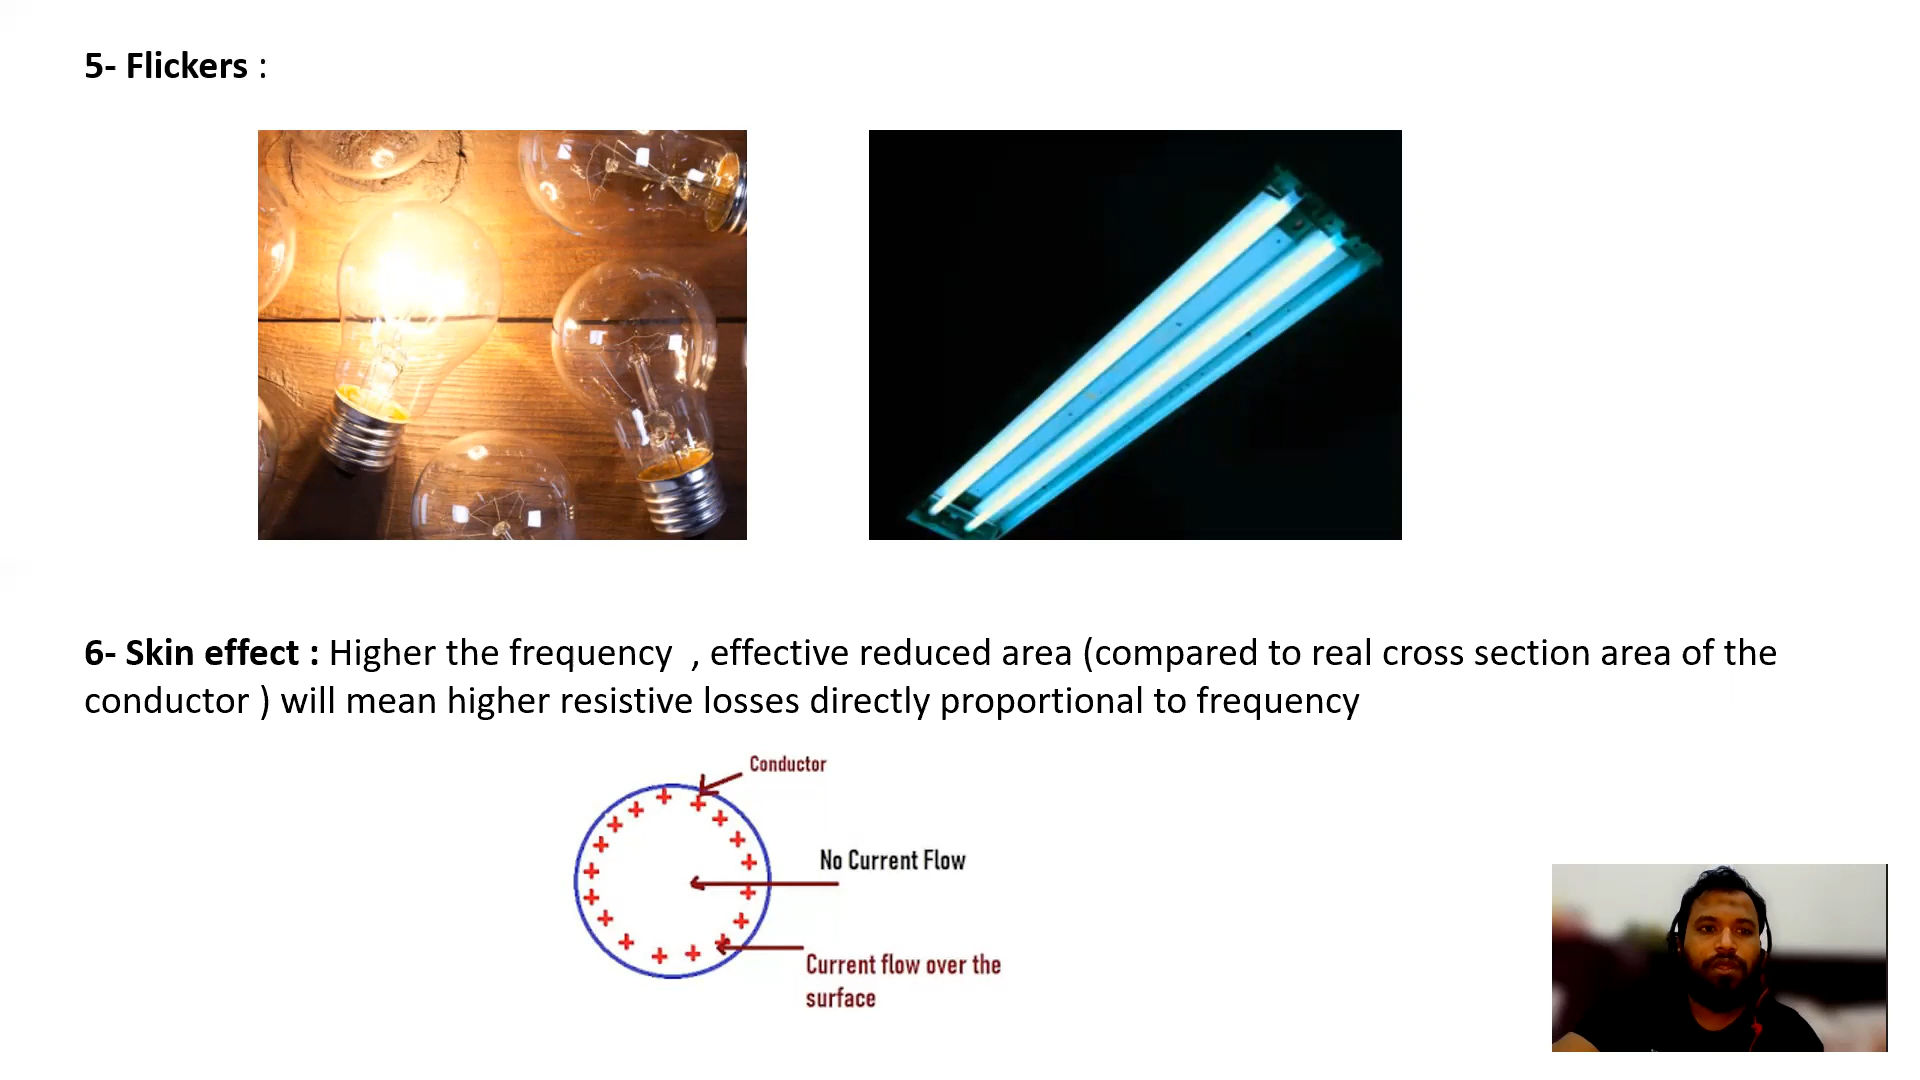 5- Flickers :
6- Skin effect : Higher the frequency , effective reduced area (compared to real cross section area of the
conductor ) will mean higher resistive losses directly proportional to frequency
Conductor
No Current Flow
Current flow over the
surface